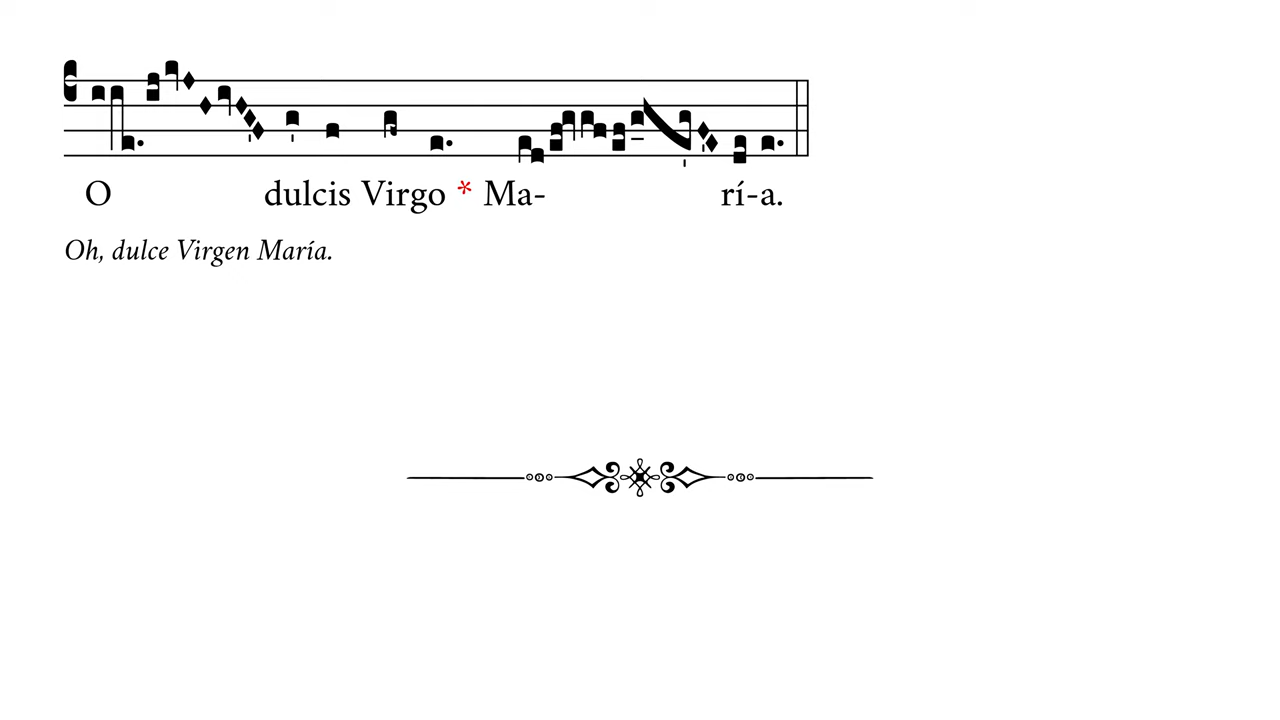 O dulcis Virgo * Ma- rí-a.
Oh, dulce Virgen María.